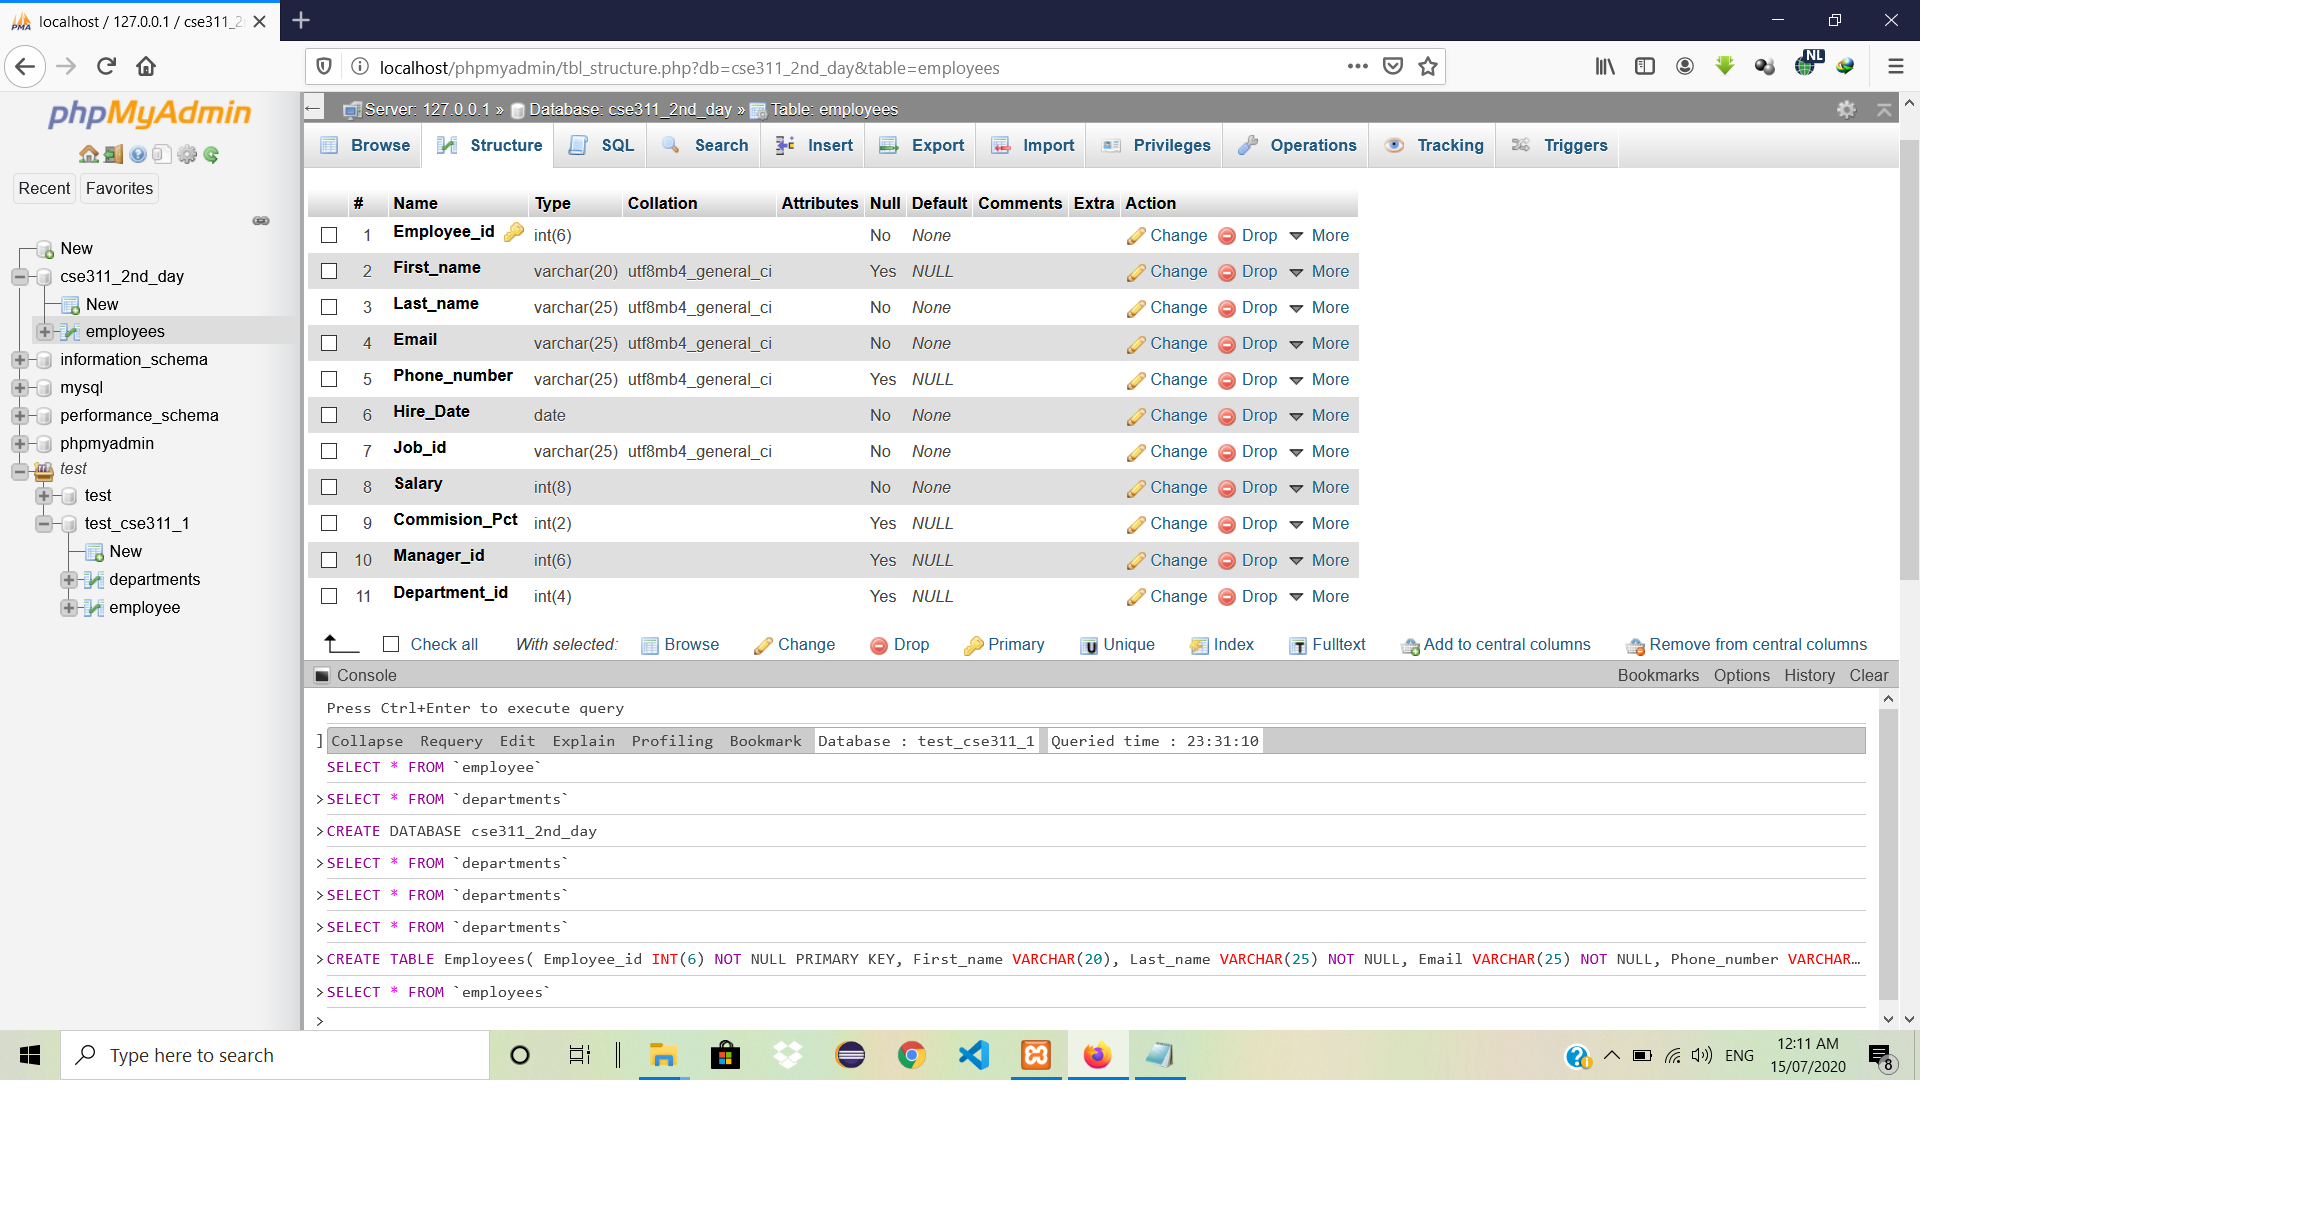 localhost / 127.0.0.1 / cse311_2
NL
localhost/phpmyadmin/tbl_structure.php?db=cse311_2nd_day&table=employees
phpMyAdmin
Recent Favorites
New
cse311_2nd_day
New
employees
information_schema
mysql
performance_schema
phpmyadmin
test
test
test_cse311_1
New
departments
employee
Server: 127.0.0.1 » Database: cse311_2nd_day » Table: employees
Browse Structure SQL Search Insert Export Import Privileges Operations Tracking Triggers
# Name Type Collation Attributes Null Default Comments Extra Action
1 Employee_id int(6) No None Change Drop More
2 First_name varchar(20) utf8mb4_general_ci Yes NULL Change Drop More
3 Last_name varchar(25) utf8mb4_general_ci No None Change Drop More
4 Email varchar(25) utf8mb4_general_ci No None Change Drop More
5 Phone_number varchar(25) utf8mb4_general_ci Yes NULL Change Drop More
6 Hire_Date date No None Change Drop More
7 Job_id varchar(25) utf8mb4_general_ci No None Change Drop More
8 Salary int(8) No None Change Drop More
9 Commision_Pct int(2) Yes NULL Change Drop More
10 Manager_id int(6) Yes NULL Change Drop More
11 Department_id int(4) Yes NULL Change Drop More
Check all With selected: Browse Change Drop Primary Unique Index Fulltext Add to central columns Remove from central columns
Console Bookmarks Options History Clear
Press Ctrl+Enter to execute query
] Collapse Requery Edit Explain Profiling Bookmark Database : test_cse311_1 Queried time : 23:31:10
SELECT * FROM `employee`
>SELECT * FROM `departments`
>CREATE DATABASE cse311_2nd_day
>SELECT * FROM `departments`
>SELECT * FROM `departments`
>SELECT * FROM `departments`
>CREATE TABLE Employees( Employee_id INT(6) NOT NULL PRIMARY KEY, First_name VARCHAR(20), Last_name VARCHAR(25) NOT NULL, Email VARCHAR(25) NOT NULL, Phone_number VARCHAR…
>SELECT * FROM `employees`
>
Type here to search
ENG
12:11 AM
15/07/2020
8